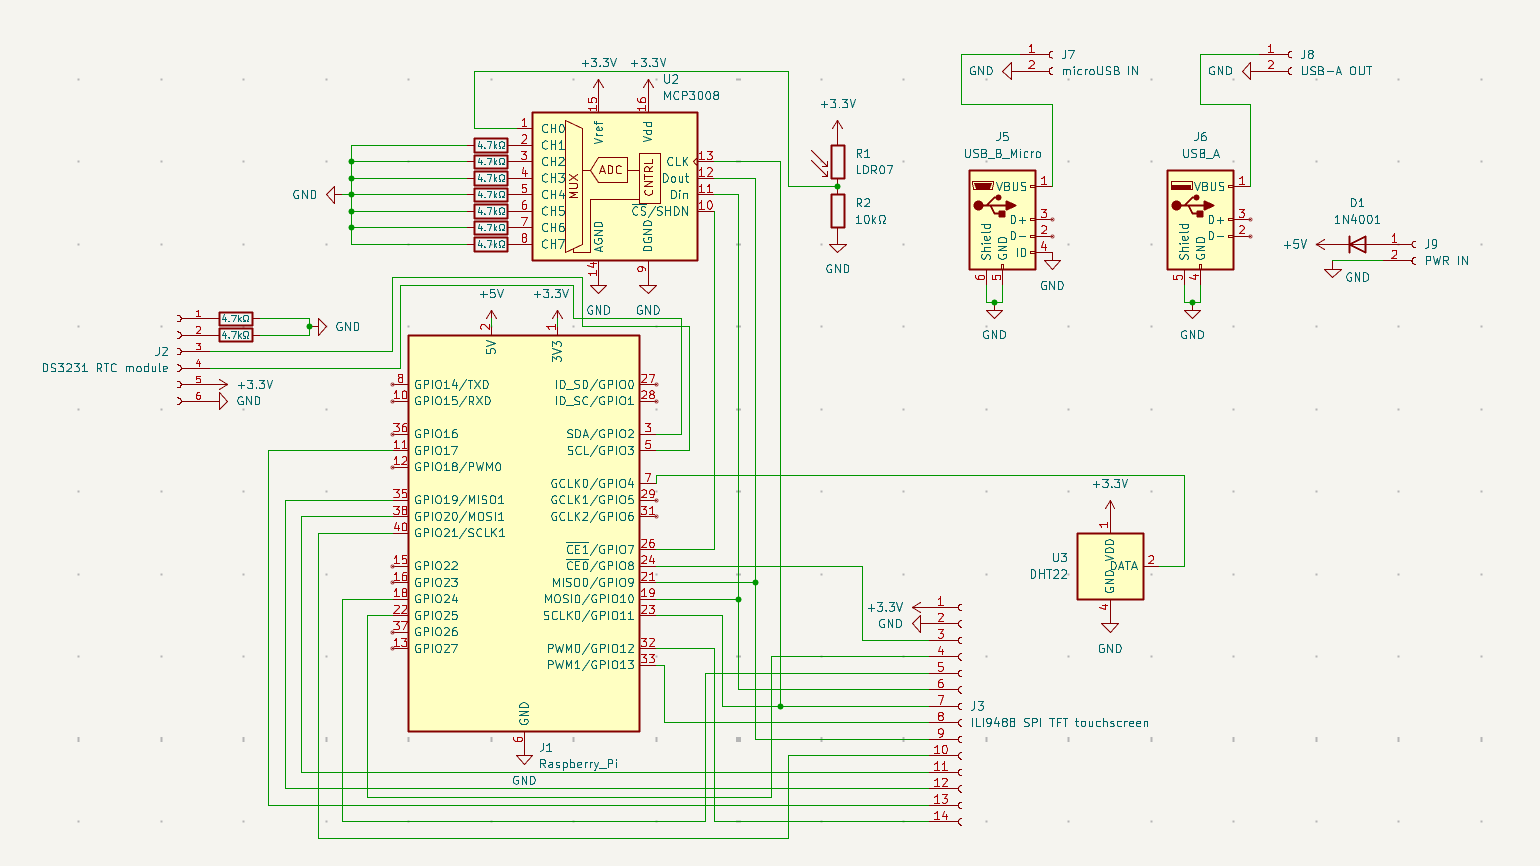 +3.3V +3.3V
U2
MCP3008
15 16
Vref Vdd
1 CH0
4.7kΩ 2 CH1
4.7kΩ 3 CH2
4.7kΩ 4 CH3
4.7kΩ 5 CH4
4.7kΩ 6 CH5
4.7kΩ 7 CH6
4.7kΩ 8 CH7
GND
MUX
ADC
CNTRL
CLK 13
Dout 12
Din 11
CS/SHDN 10
AGND DGND
14 9
GND GND
+3.3V
R1
LDR07
R2
10kΩ
GND
1 J7
GND 2 microUSB IN
J5
USB_B_Micro
VBUS 1
D+ 3
D- 2
ID 4
Shield GND
6 5
GND
GND
1 J8
GND 2 USB-A OUT
J6
USB_A
VBUS 1
D+ 3
D- 2
Shield GND
5 4
GND
D1
1N4001
+5V 1 J9
GND 2 PWR IN
1 4.7kΩ
2 4.7kΩ
GND
J2 3
DS3231 RTC module 4
5 +3.3V
6 GND
+5V +3.3V
2 1
5V 3V3
8 GPIO14/TXD
10 GPIO15/RXD
36 GPIO16
11 GPIO17
12 GPIO18/PWM0
35 GPIO19/MISO1
38 GPIO20/MOSI1
40 GPIO21/SCLK1
15 GPIO22
16 GPIO23
18 GPIO24
22 GPIO25
37 GPIO26
13 GPIO27
ID_SD/GPIO0 27
ID_SC/GPIO1 28
SDA/GPIO2 3
SCL/GPIO3 5
GCLK0/GPIO4 7
GCLK1/GPIO5 29
GCLK2/GPIO6 31
CE1/GPIO7 26
CE0/GPIO8 24
MISO0/GPIO9 21
MOSI0/GPIO10 19
SCLK0/GPIO11 23
PWM0/GPIO12 32
PWM1/GPIO13 33
GND
6
J1
Raspberry_Pi
GND
+3.3V
1
U3
DHT22
VDD
DATA 2
GND
4
GND
+3.3V 1
GND 2
3
4
5
6
7 J3
8 ILI9488 SPI TFT touchscreen
9
10
11
12
13
14